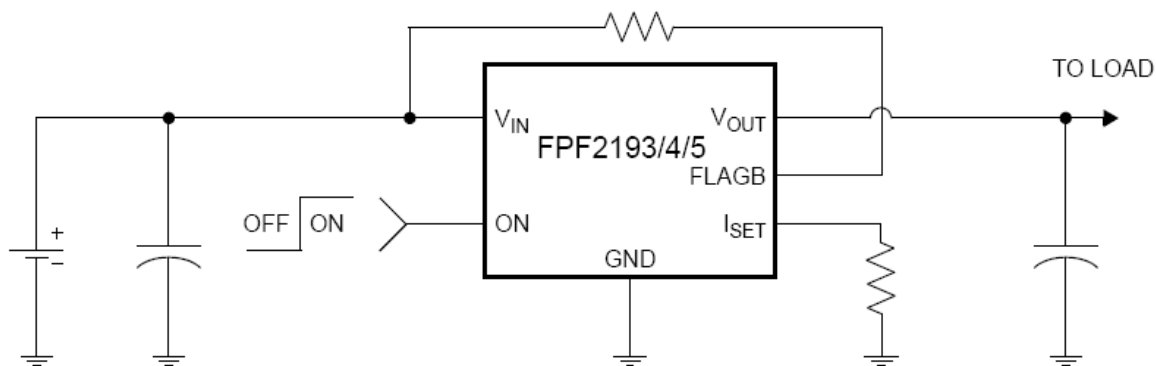 TO LOAD
V_IN
V_OUT
FPF2193/4/5
FLAGB
OFF
ON
ON
I_SET
GND
+
–